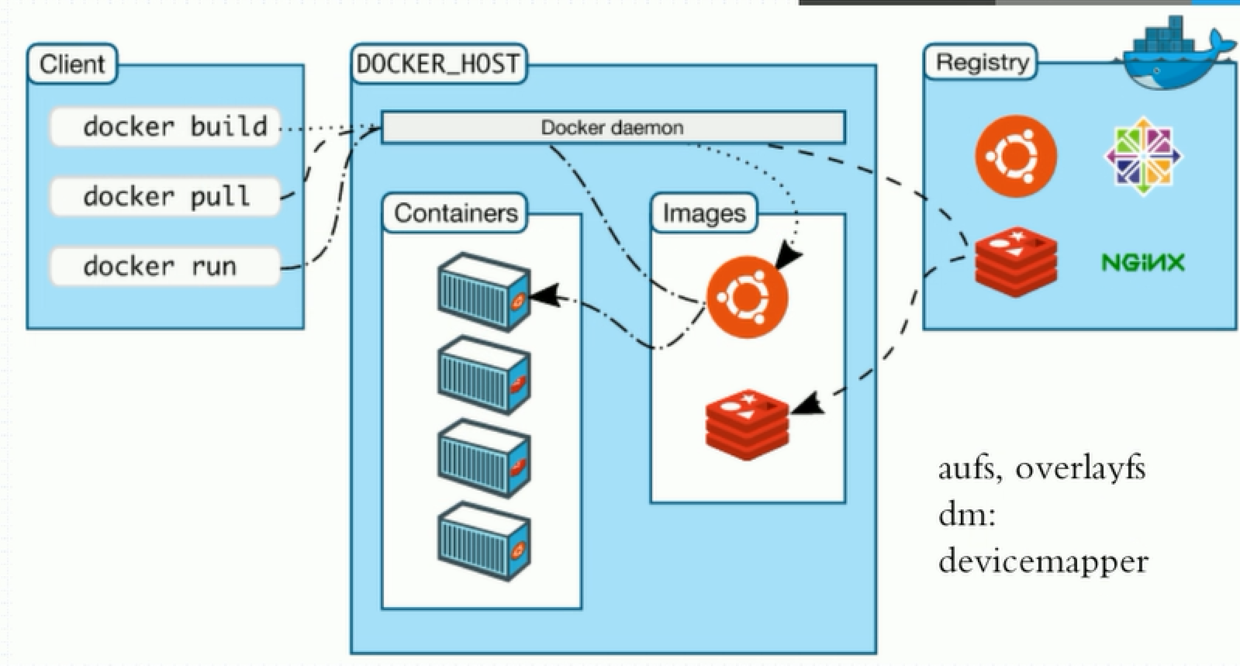 Client
docker build
docker pull
docker run
DOCKER_HOST
Docker daemon
Containers
Images
Registry
NGiNX
aufs, overlayfs
dm:
devicemapper